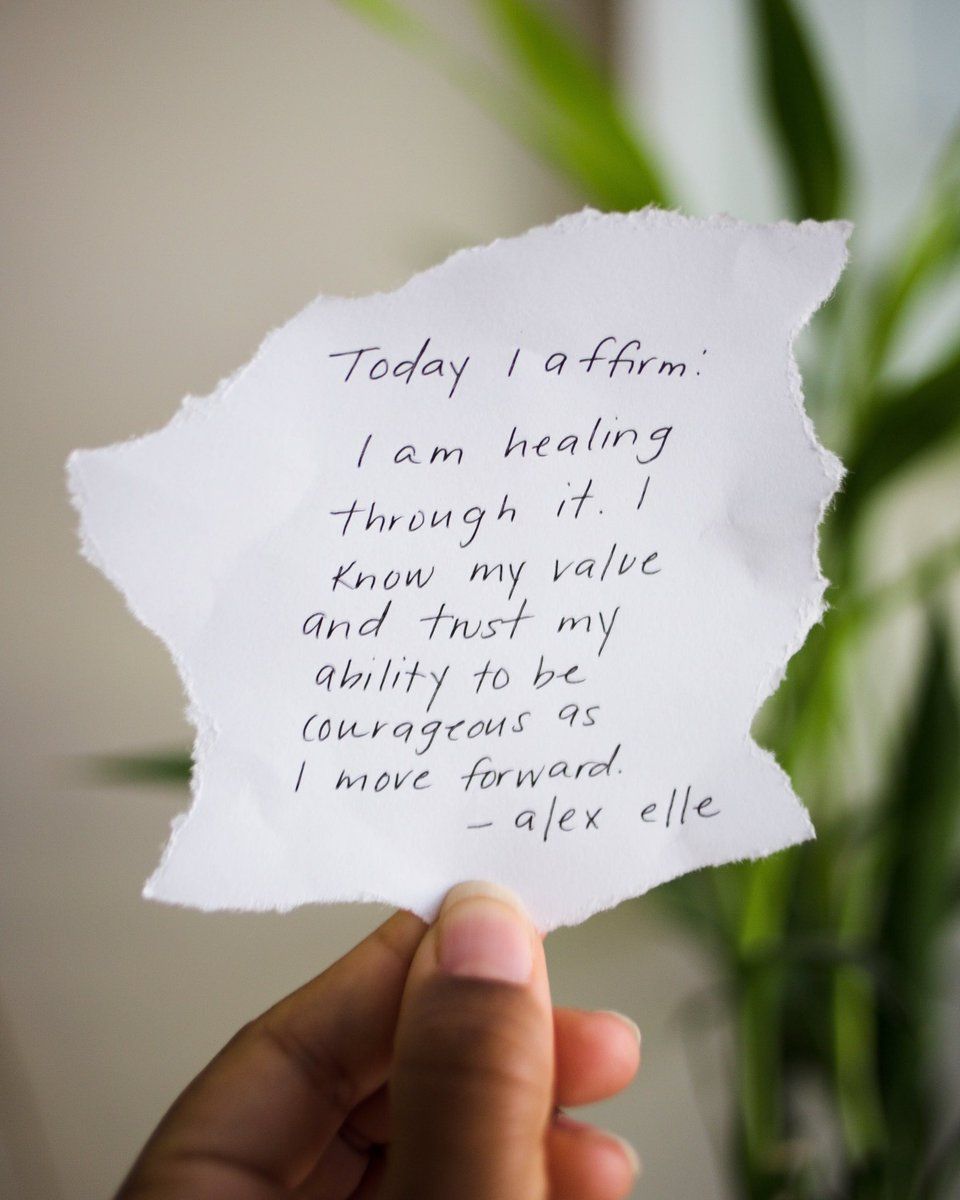 Today I affirm:
I am healing
through it. I
know my value
and trust my
ability to be
courageous as
I move forward.
- alex elle